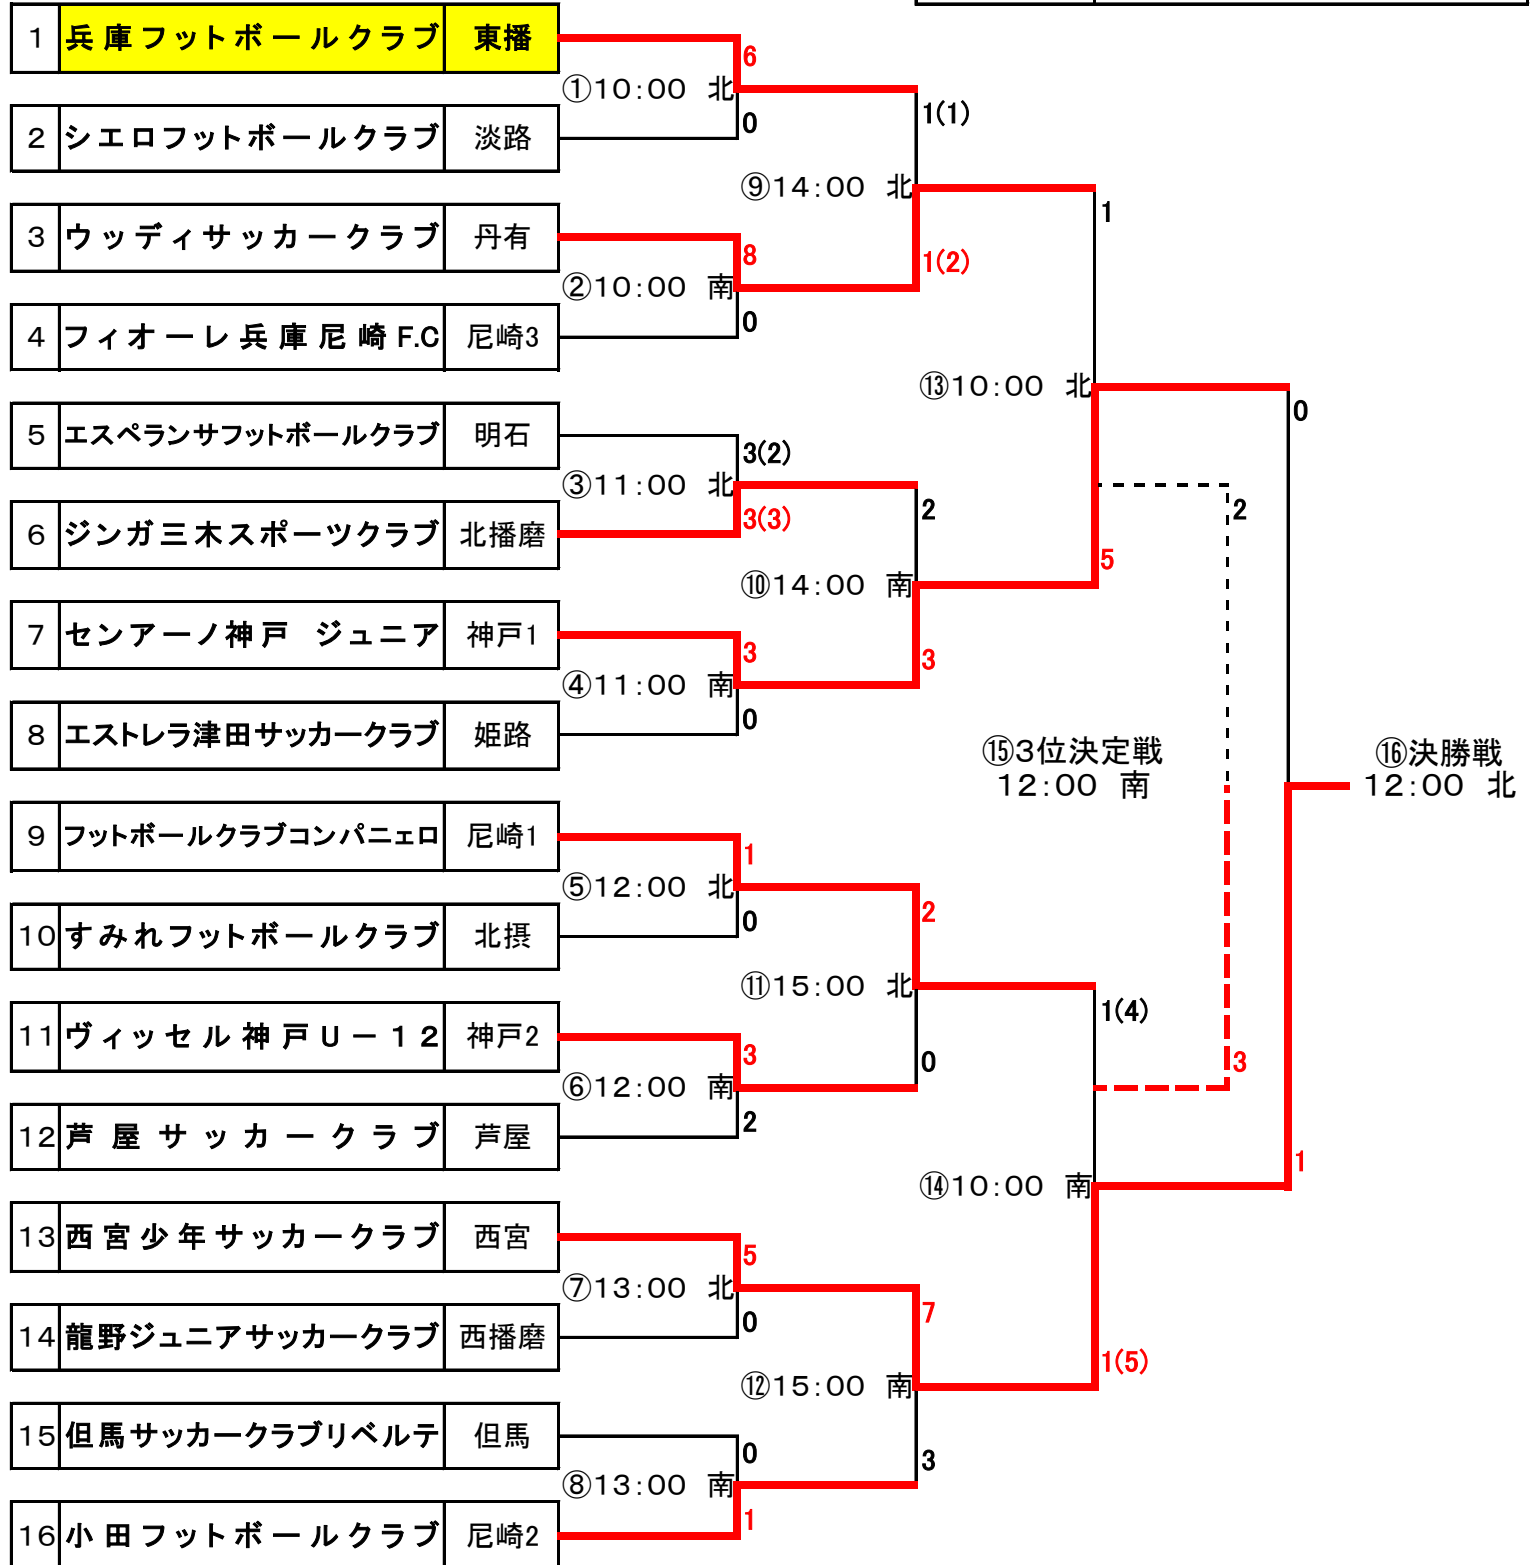 1 兵庫フットボールクラブ 東播
6
①10:00 北
0
1(1)
2 シエロフットボールクラブ 淡路
⑨14:00 北
1
3 ウッディサッカークラブ 丹有
8
1(2)
②10:00 南
0
4 フィオーレ兵庫尼崎F.C 尼崎3
⑬10:00 北
0
5 エスペランサフットボールクラブ 明石
3(2)
③11:00 北
2
2
3(3)
6 ジンガ三木スポーツクラブ 北播磨
5
⑩14:00 南
7 センアーノ神戸 ジュニア 神戸1
3
3
④11:00 南
0
8 エストレラ津田サッカークラブ 姫路
⑮3位決定戦
12:00 南
⑯決勝戦
12:00 北
9 フットボールクラブコンパニェロ 尼崎1
1
⑤12:00 北
2
0
10 すみれフットボールクラブ 北摂
⑪15:00 北
1(4)
11 ヴィッセル神戸U－12 神戸2
3
0
3
⑥12:00 南
2
12 芦屋サッカークラブ 芦屋
1
⑭10:00 南
13 西宮少年サッカークラブ 西宮
5
⑦13:00 北
7
0
14 龍野ジュニアサッカークラブ 西播磨
1(5)
⑫15:00 南
15 但馬サッカークラブリベルテ 但馬
0
3
⑧13:00 南
1
16 小田フットボールクラブ 尼崎2